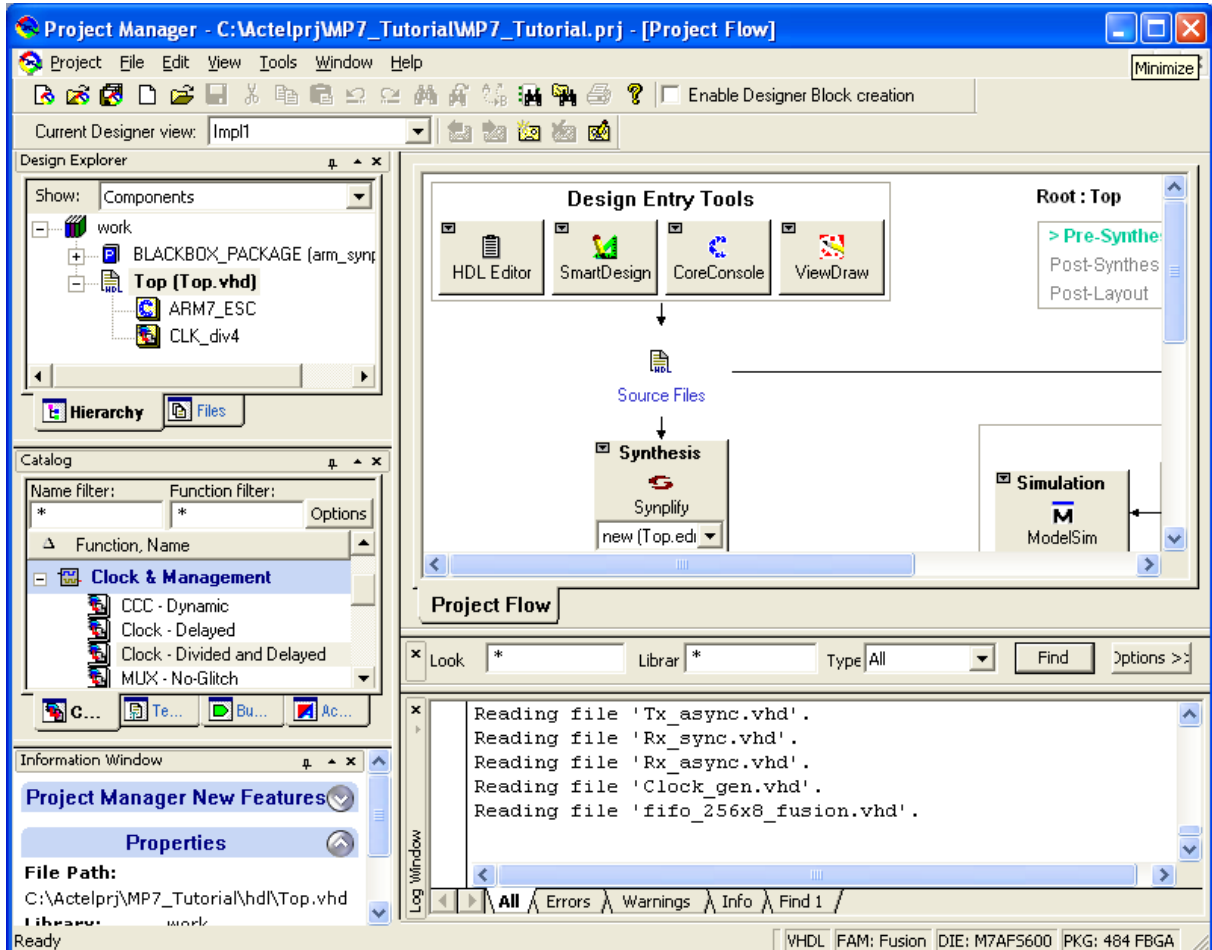 Project Manager - C:\Actelprj\MP7_Tutorial\MP7_Tutorial.prj - [Project Flow]
Project File Edit View Tools Window Help
Minimize
Enable Designer Block creation
Current Designer view: Impl1
Design Explorer
Show: Components
work
BLACKBOX_PACKAGE (arm_synp
Top (Top.vhd)
ARM7_ESC
CLK_div4
Hierarchy Files
Design Entry Tools
HDL Editor SmartDesign CoreConsole ViewDraw
Root : Top
> Pre-Synthe
Post-Synthes
Post-Layout
HDL
Source Files
Synthesis
Synplify
new (Top.edi
Simulation
M
ModelSim
Project Flow
Catalog
Name filter: Function filter:
* * Options
Function, Name
Clock & Management
CCC - Dynamic
Clock - Delayed
Clock - Divided and Delayed
MUX - No-Glitch
C... Te... Bu... Ac...
Look * Librar * Type All Find Options >>
Information Window
Project Manager New Features
Properties
File Path:
C:\Actelprj\MP7_Tutorial\hdl\Top.vhd
Library: work
Reading file 'Tx_async.vhd'.
Reading file 'Rx_sync.vhd'.
Reading file 'Rx_async.vhd'.
Reading file 'Clock_gen.vhd'.
Reading file 'fifo_256x8_fusion.vhd'.
Log Window
All Errors Warnings Info Find 1
Ready
VHDL FAM: Fusion DIE: M7AFS600 PKG: 484 FBGA